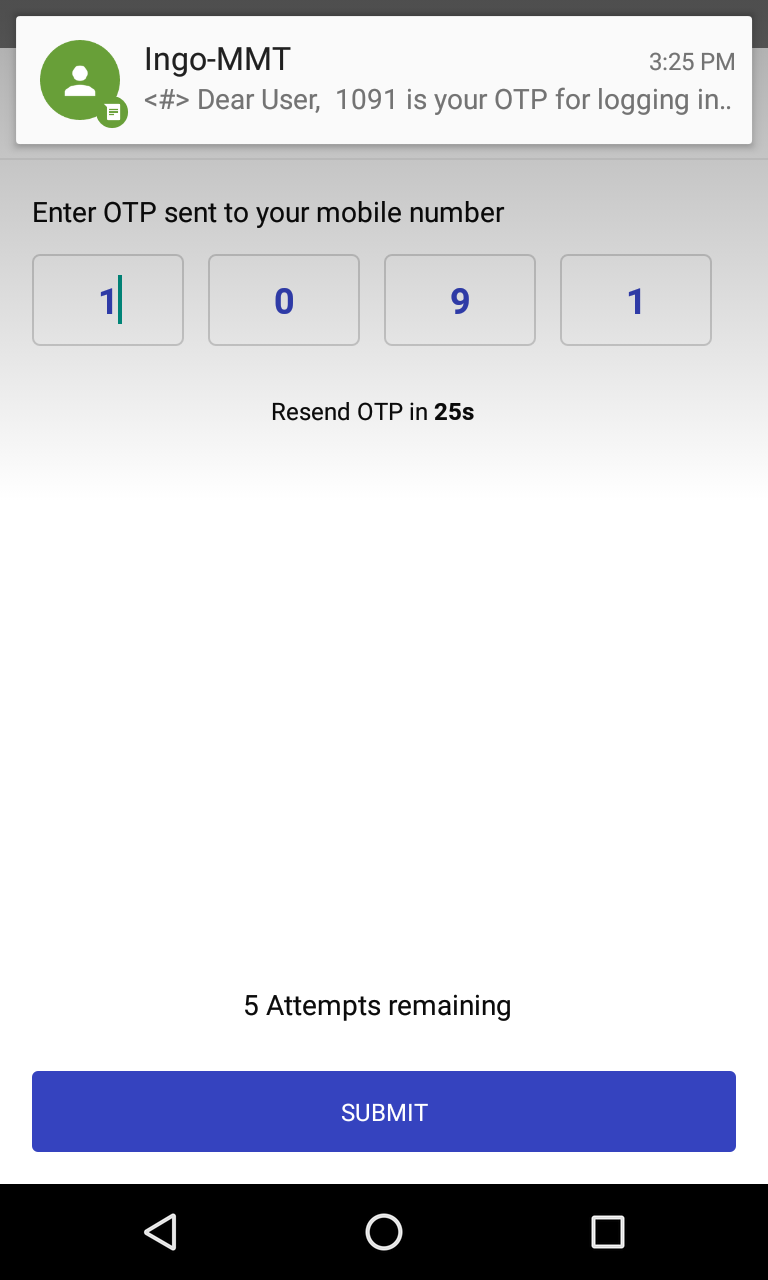 Ingo-MMT 3:25 PM
<#> Dear User,  1091 is your OTP for logging in..
Enter OTP sent to your mobile number
1 0 9 1
Resend OTP in 25s
5 Attempts remaining
SUBMIT